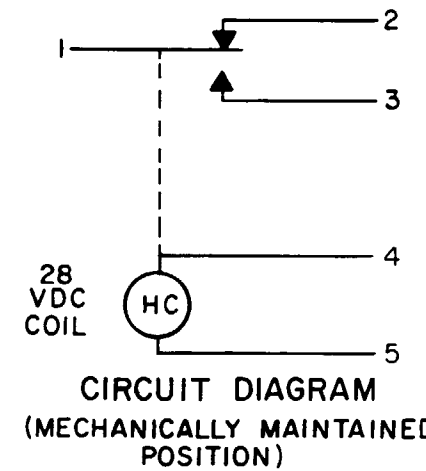 2
1
3
4
28
VDC
COIL
HC
5
CIRCUIT DIAGRAM
(MECHANICALLY MAINTAINED
POSITION)